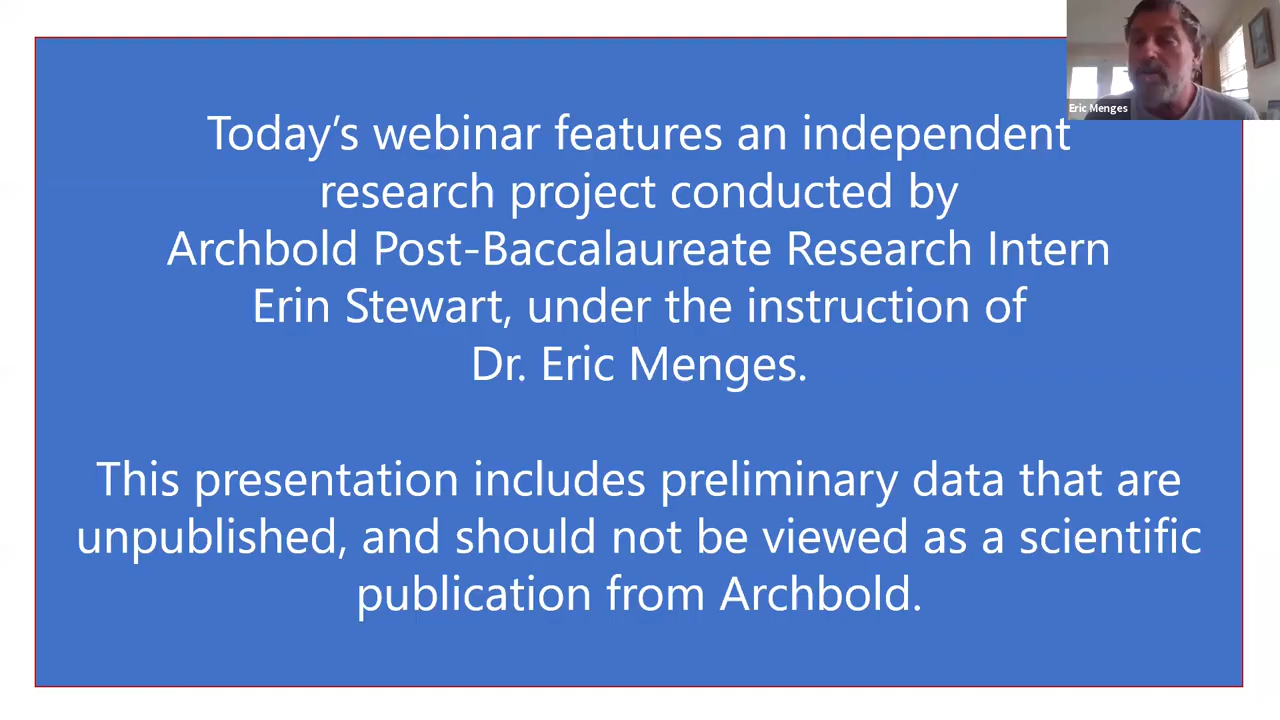 Today’s webinar features an independent
research project conducted by
Archbold Post-Baccalaureate Research Intern
Erin Stewart, under the instruction of
Dr. Eric Menges.
This presentation includes preliminary data that are
unpublished, and should not be viewed as a scientific
publication from Archbold.
Eric Menges